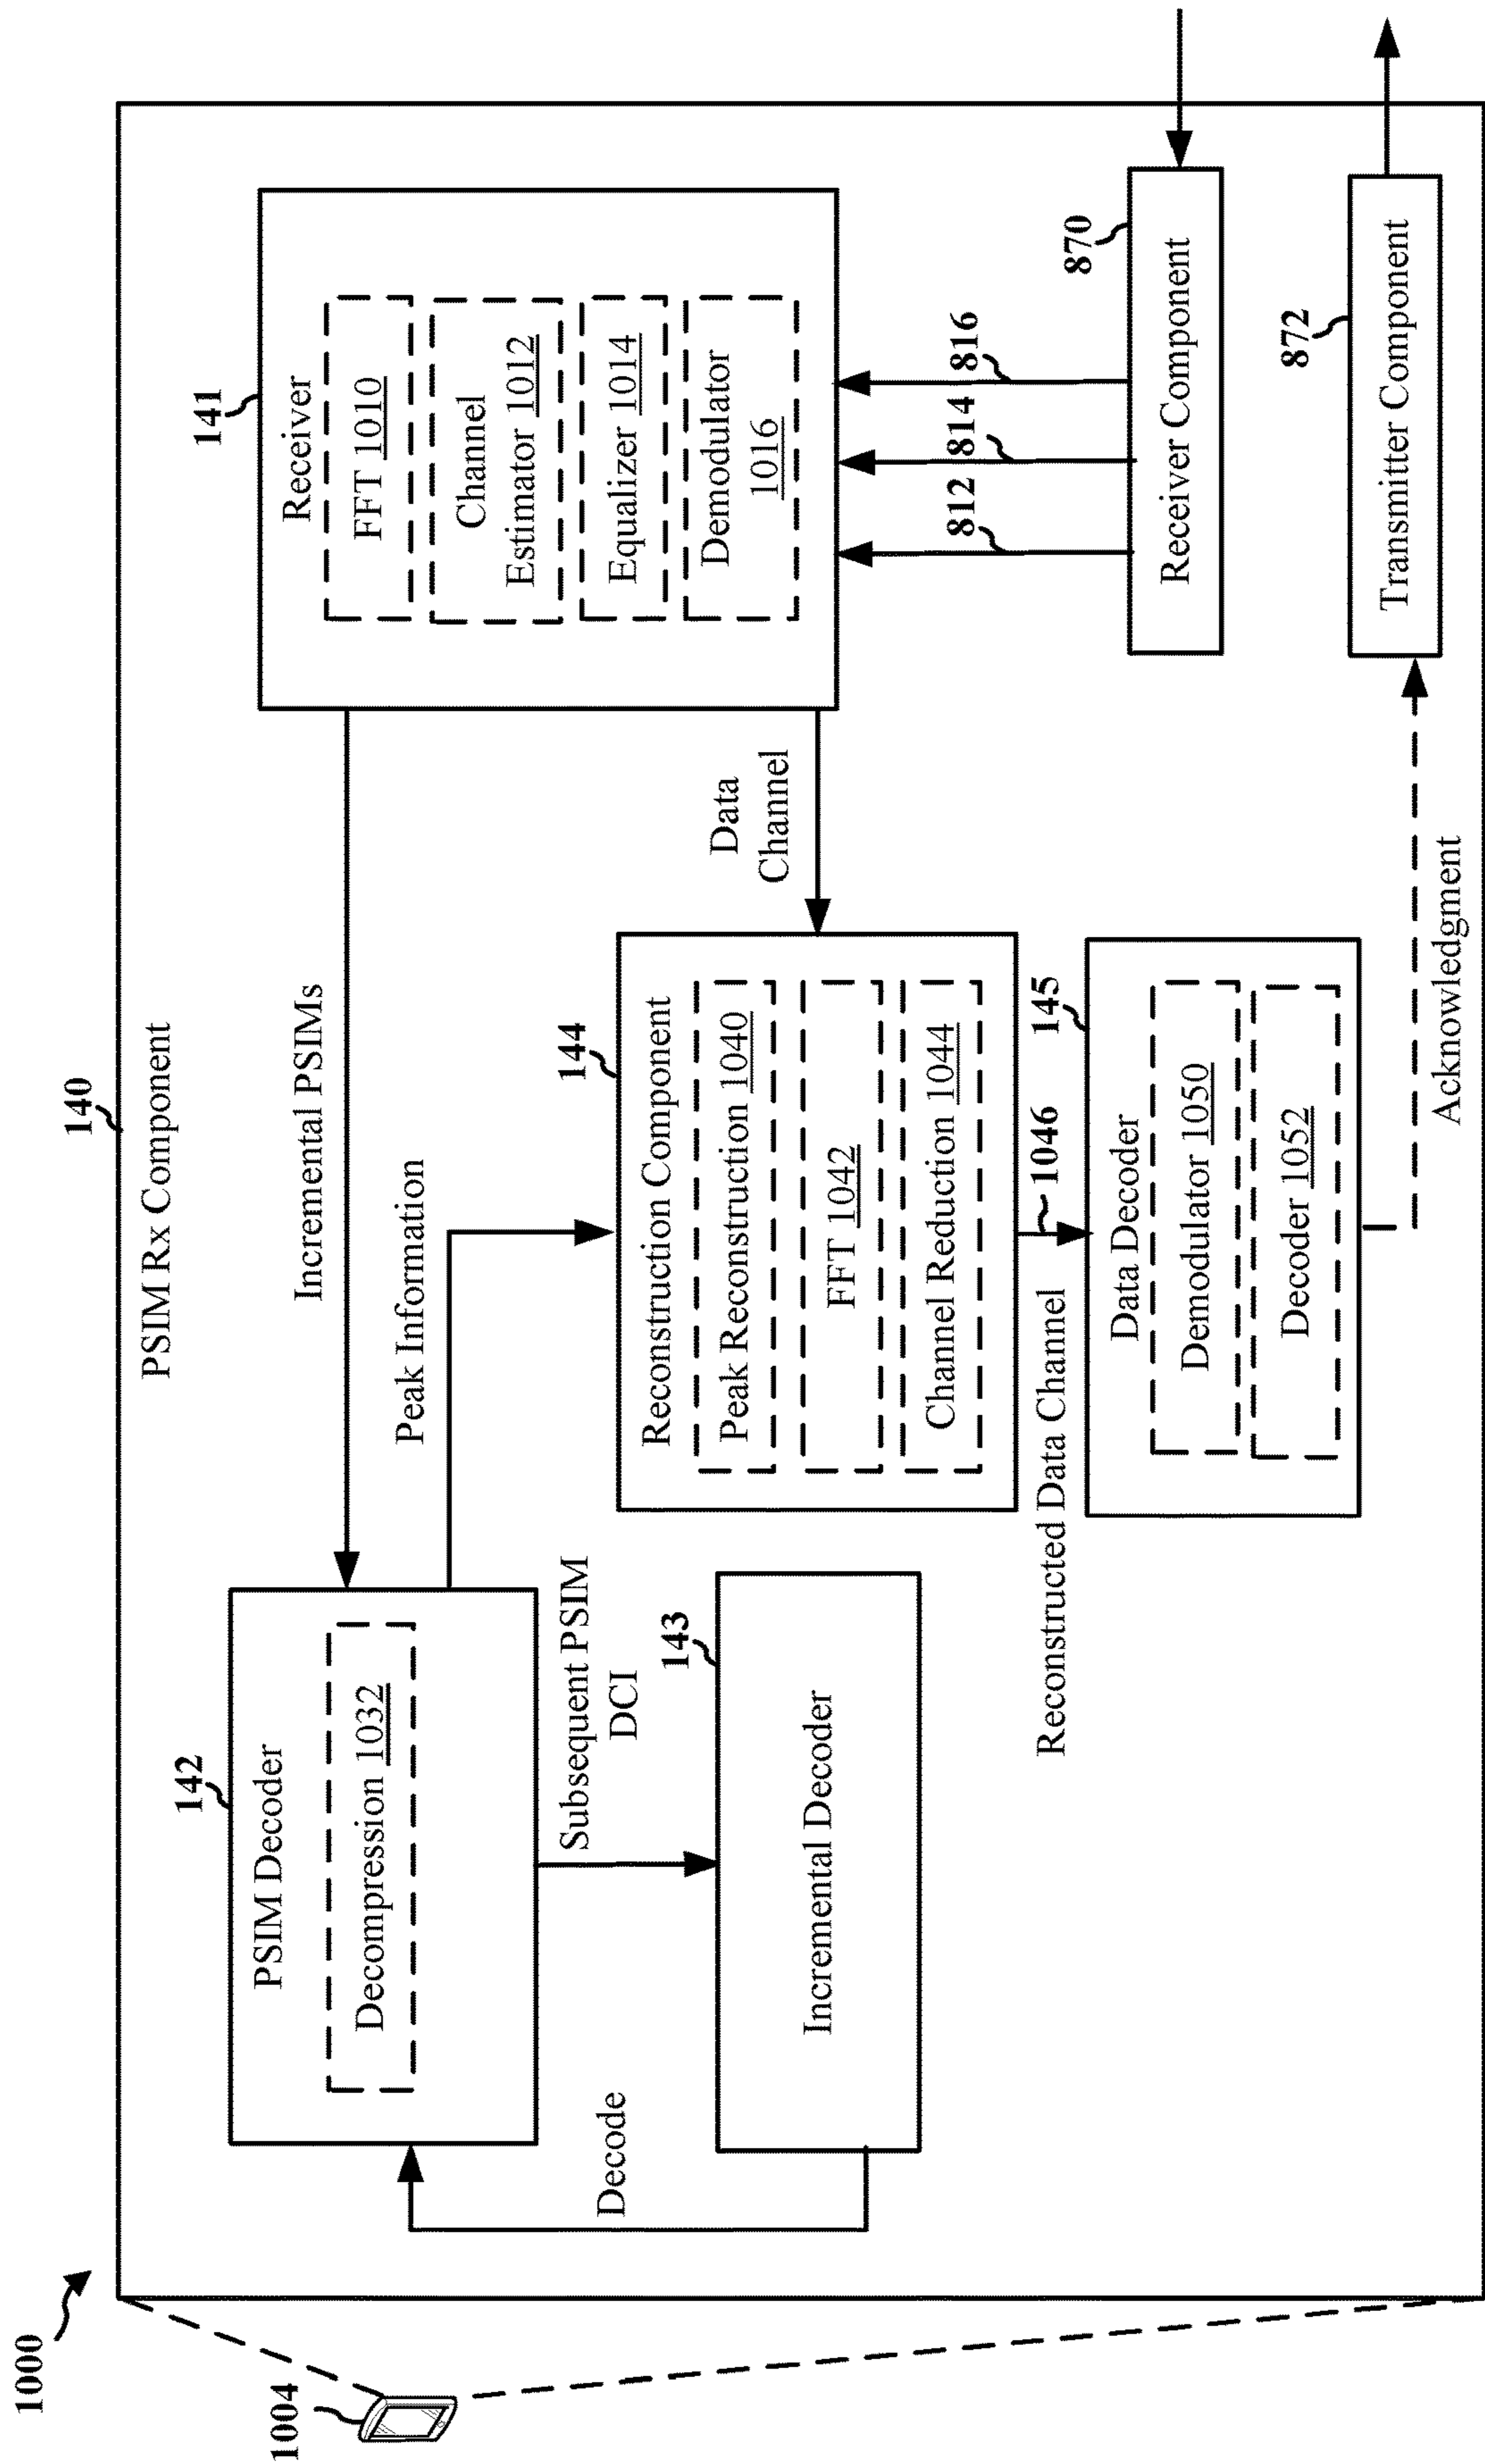 1000
1004
140
PSIM Rx Component
142
PSIM Decoder
Decompression 1032
Incremental PSIMs
141
Receiver
FFT 1010
Channel
Estimator 1012
Equalizer 1014
Demodulator
1016
Peak Information
Decode
Subsequent PSIM
DCI
143
Incremental Decoder
Data
Channel
144
Reconstruction Component
Peak Reconstruction 1040
FFT 1042
Channel Reduction 1044
812
814
816
Reconstructed Data Channel
1046
145
Data Decoder
Demodulator 1050
Decoder 1052
870
Receiver Component
872
Transmitter Component
Acknowledgment